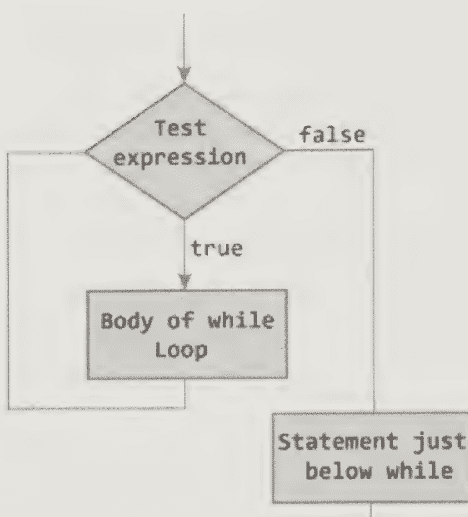 Test
expression
false
true
Body of while
Loop
Statement just
below while